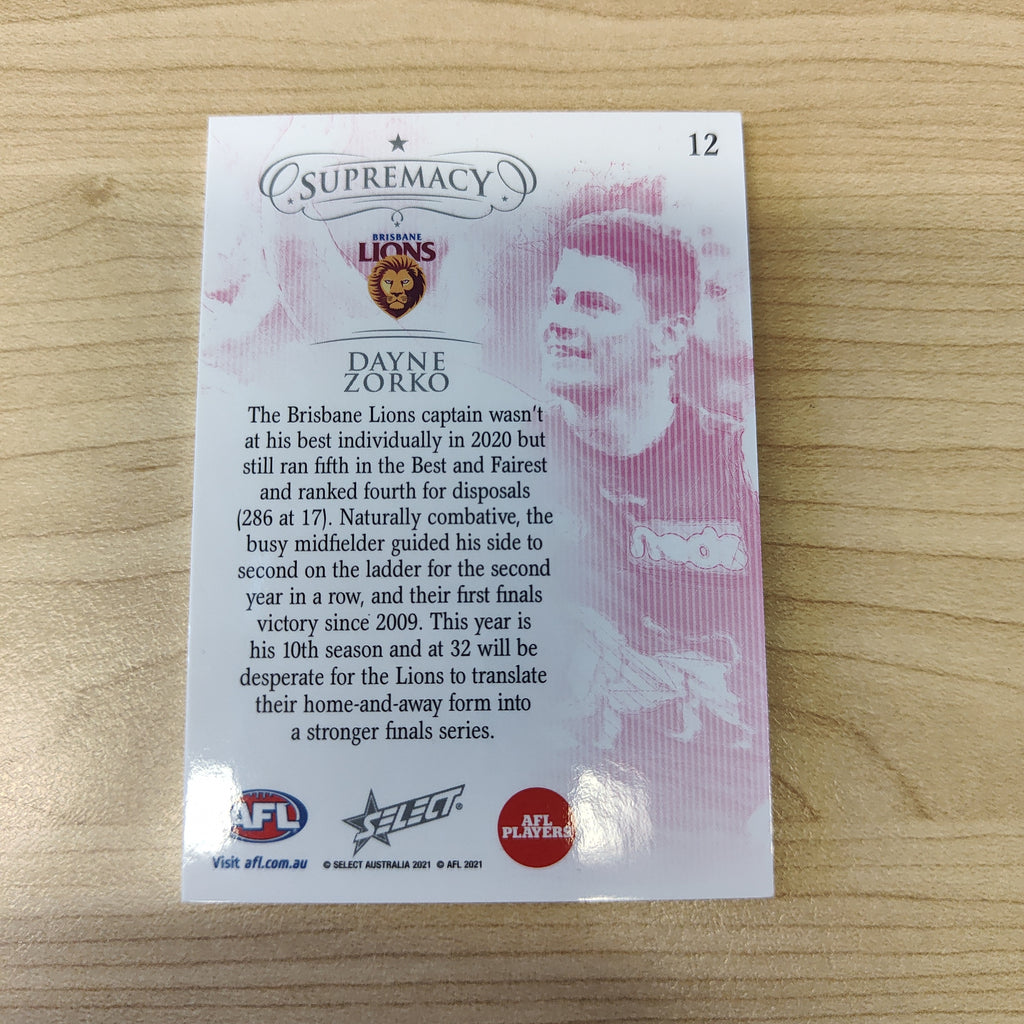 12
SUPREMACY
BRISBANE
LIONS
DAYNE
ZORKO
The Brisbane Lions captain wasn't
at his best individually in 2020 but
still ran fifth in the Best and Fairest
and ranked fourth for disposals
(286 at 17). Naturally combative, the
busy midfielder guided his side to
second on the ladder for the second
year in a row, and their first finals
victory since 2009. This year is
his 10th season and at 32 will be
desperate for the Lions to translate
their home-and-away form into
a stronger finals series.
AFL
Visit afl.com.au
SELECT®
© SELECT AUSTRALIA 2021 © AFL 2021
AFL
PLAYERS